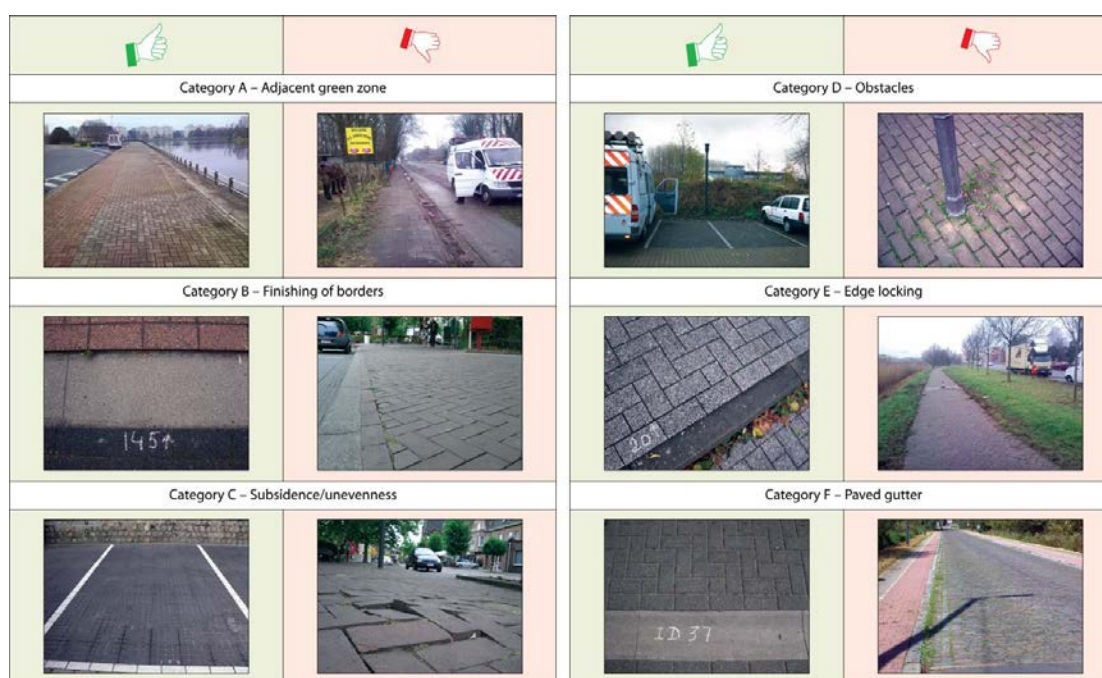 Category A – Adjacent green zone
Category B – Finishing of borders
145↑
Category C – Subsidence/unevenness
Category D – Obstacles
Category E – Edge locking
20↑
Category F – Paved gutter
ID 37